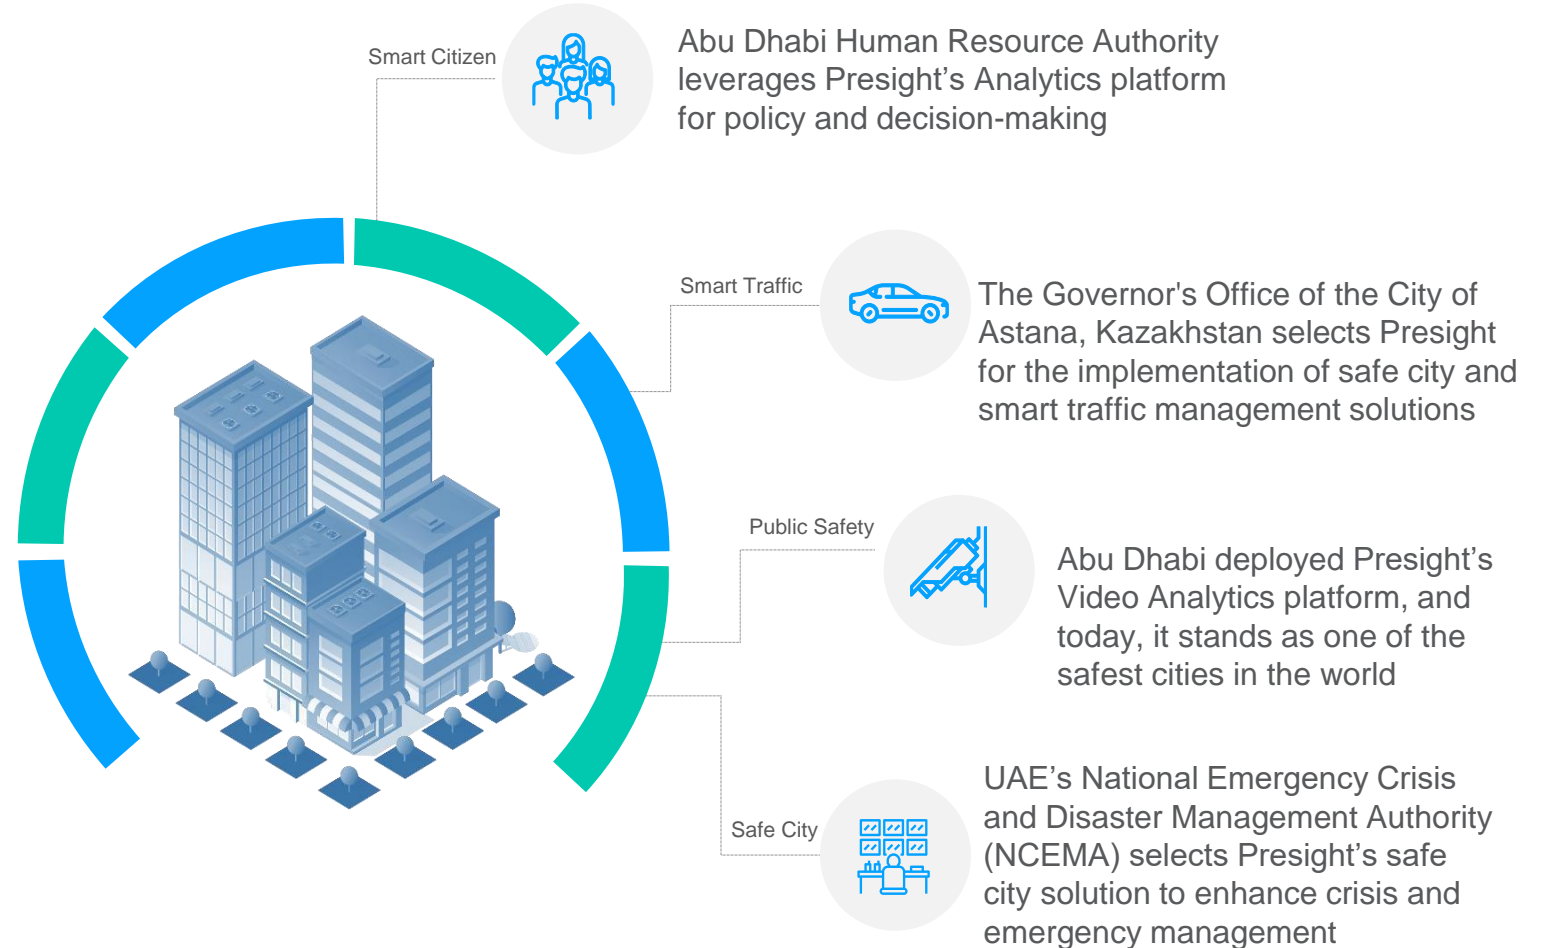 Smart Citizen
Abu Dhabi Human Resource Authority
leverages Presight’s Analytics platform
for policy and decision-making
Smart Traffic
The Governor's Office of the City of
Astana, Kazakhstan selects Presight
for the implementation of safe city and
smart traffic management solutions
Public Safety
Abu Dhabi deployed Presight’s
Video Analytics platform, and
today, it stands as one of the
safest cities in the world
Safe City
UAE’s National Emergency Crisis
and Disaster Management Authority
(NCEMA) selects Presight’s safe
city solution to enhance crisis and
emergency management